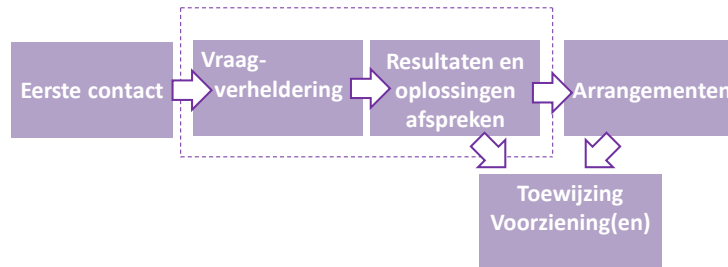 Eerste contact
Vraag-
verheldering
Resultaten en
oplossingen
afspreken
Arrangementen
Toewijzing
Voorziening(en)